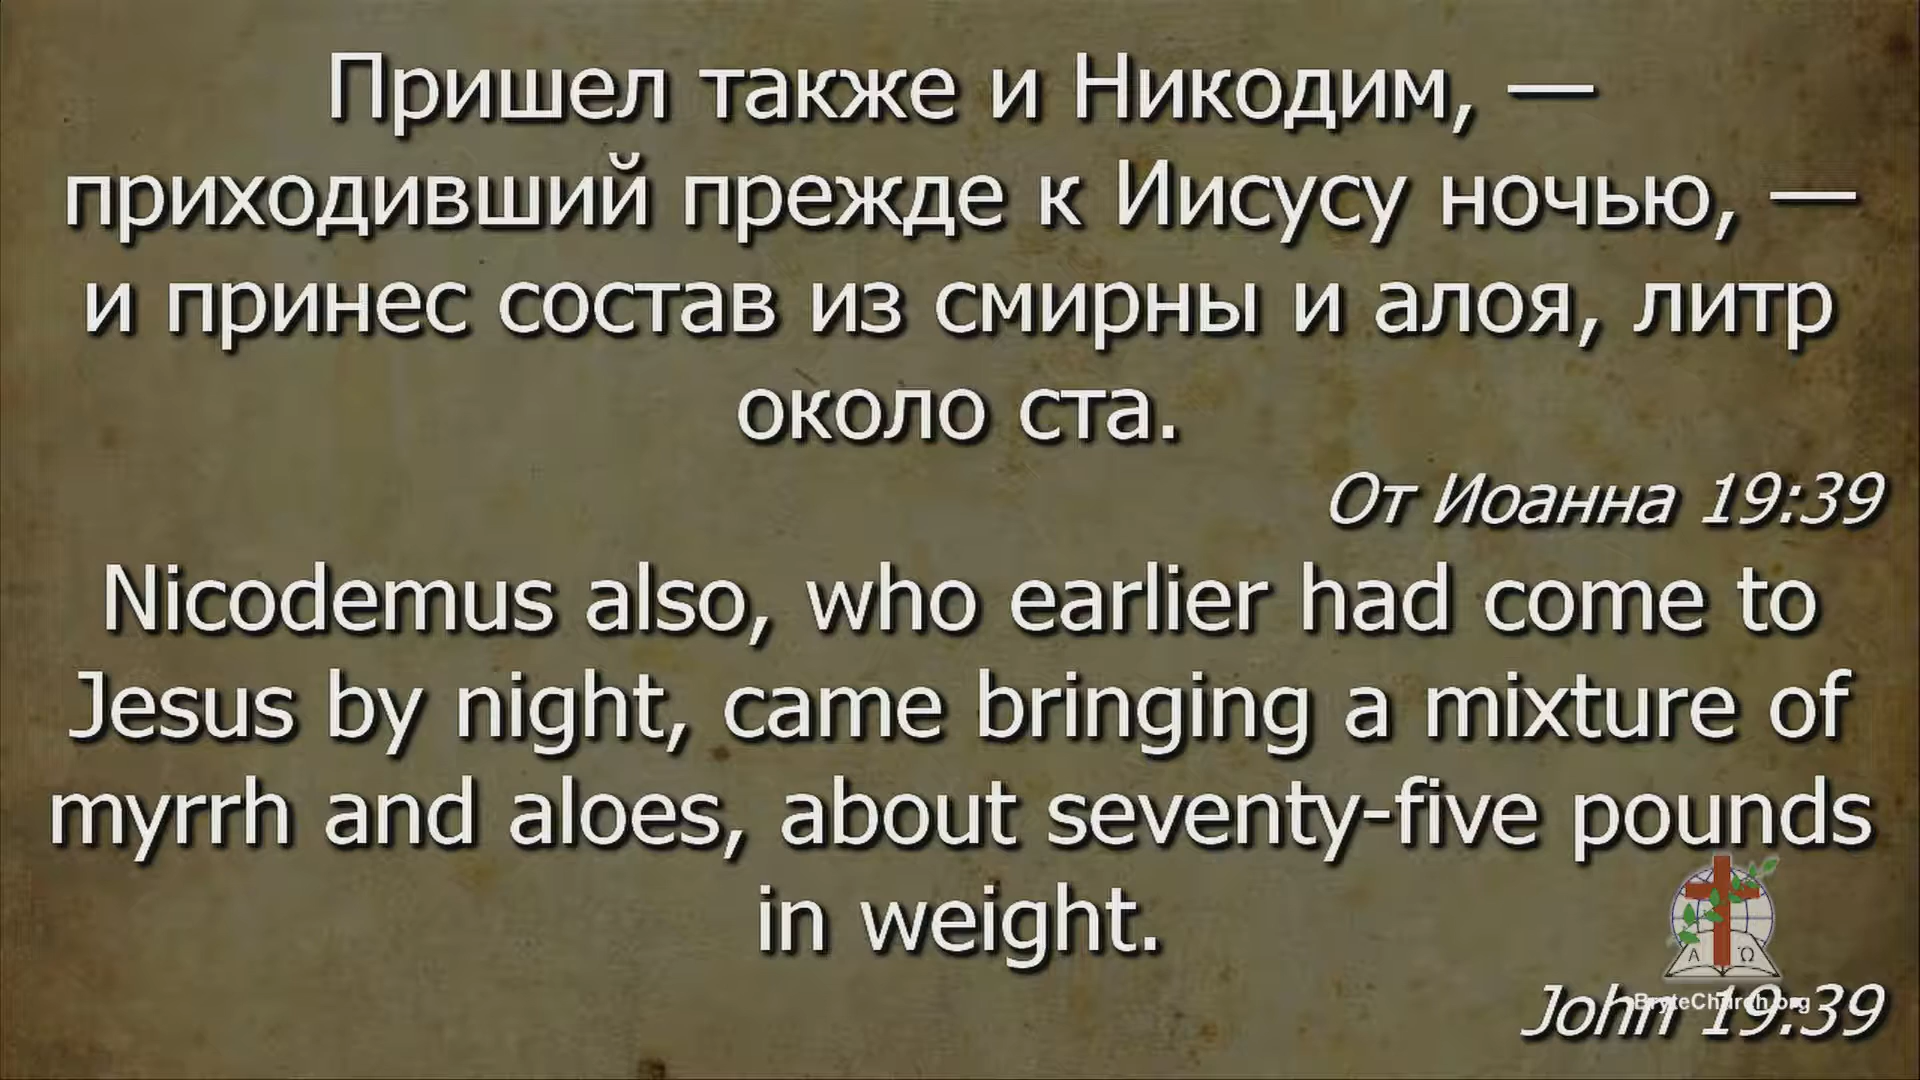 Пришел также и Никодим, —
приходивший прежде к Иисусу ночью, —
и принес состав из смирны и алоя, литр
около ста.
От Иоанна 19:39
Nicodemus also, who earlier had come to
Jesus by night, came bringing a mixture of
myrrh and aloes, about seventy-five pounds
in weight.
Α Ω
BryteChurch.org
John 19:39